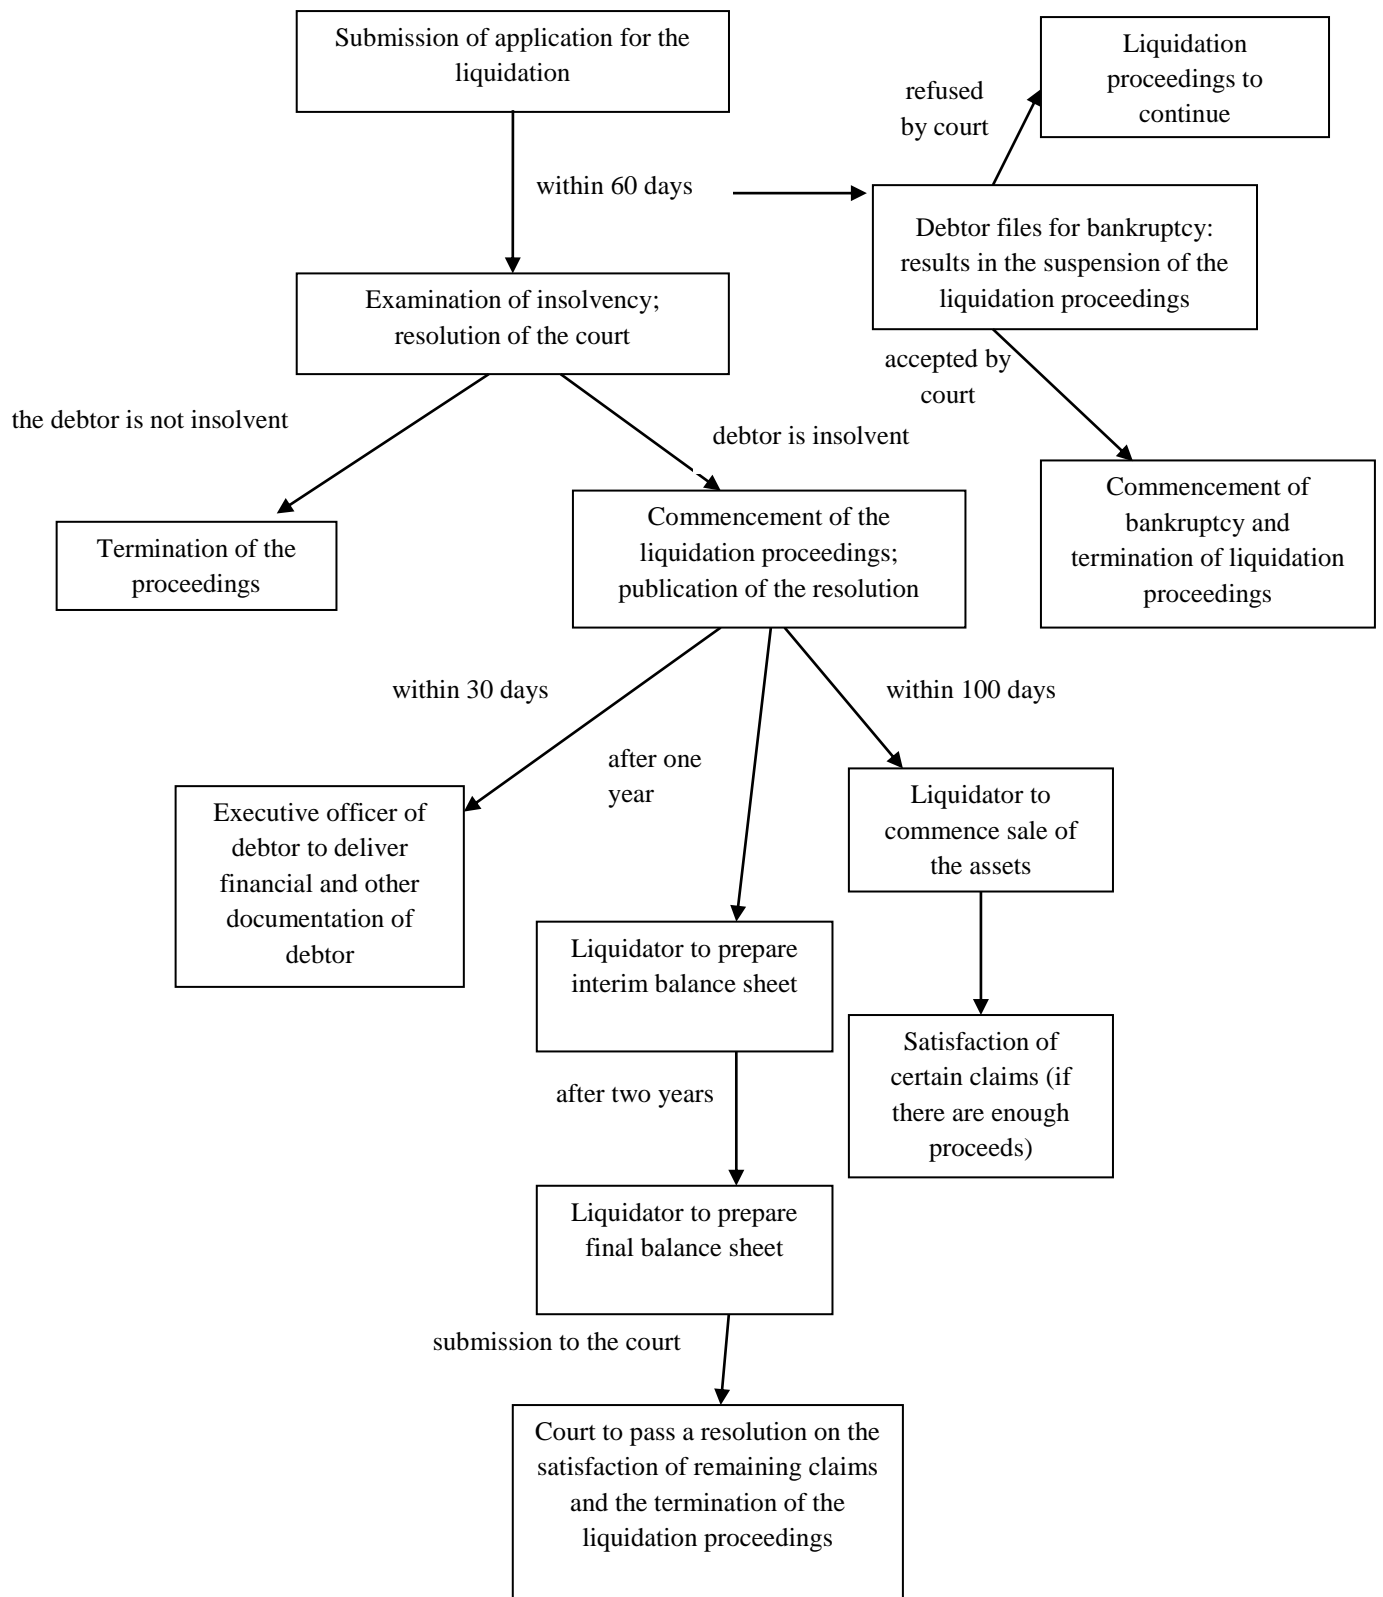 Submission of application for the
liquidation
Liquidation
proceedings to
continue
refused
by court
within 60 days
Debtor files for bankruptcy:
results in the suspension of the
liquidation proceedings
Examination of insolvency;
resolution of the court
accepted by
court
the debtor is not insolvent
debtor is insolvent
Termination of the
proceedings
Commencement of the
liquidation proceedings;
publication of the resolution
Commencement of
bankruptcy and
termination of liquidation
proceedings
within 30 days
after one
year
within 100 days
Executive officer of
debtor to deliver
financial and other
documentation of
debtor
Liquidator to
commence sale of
the assets
Liquidator to prepare
interim balance sheet
Satisfaction of
certain claims (if
there are enough
proceeds)
after two years
Liquidator to prepare
final balance sheet
submission to the court
Court to pass a resolution on the
satisfaction of remaining claims
and the termination of the
liquidation proceedings